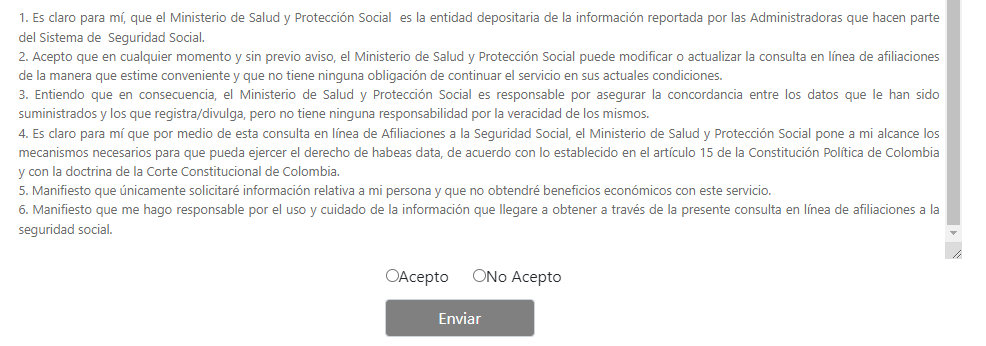 1. Es claro para mí, que el Ministerio de Salud y Protección Social es la entidad depositaria de la información reportada por las Administradoras que hacen parte
del Sistema de Seguridad Social.
2. Acepto que en cualquier momento y sin previo aviso, el Ministerio de Salud y Protección Social puede modificar o actualizar la consulta en línea de afiliaciones
de la manera que estime conveniente y que no tiene ninguna obligación de continuar el servicio en sus actuales condiciones.
3. Entiendo que en consecuencia, el Ministerio de Salud y Protección Social es responsable por asegurar la concordancia entre los datos que le han sido
suministrados y los que registra/divulga, pero no tiene ninguna responsabilidad por la veracidad de los mismos.
4. Es claro para mí que por medio de esta consulta en línea de Afiliaciones a la Seguridad Social, el Ministerio de Salud y Protección Social pone a mi alcance los
mecanismos necesarios para que pueda ejercer el derecho de habeas data, de acuerdo con lo establecido en el artículo 15 de la Constitución Política de Colombia
y con la doctrina de la Corte Constitucional de Colombia.
5. Manifiesto que únicamente solicitaré información relativa a mi persona y que no obtendré beneficios económicos con este servicio.
6. Manifiesto que me hago responsable por el uso y cuidado de la información que llegare a obtener a través de la presente consulta en línea de afiliaciones a la
seguridad social.
Acepto No Acepto
Enviar